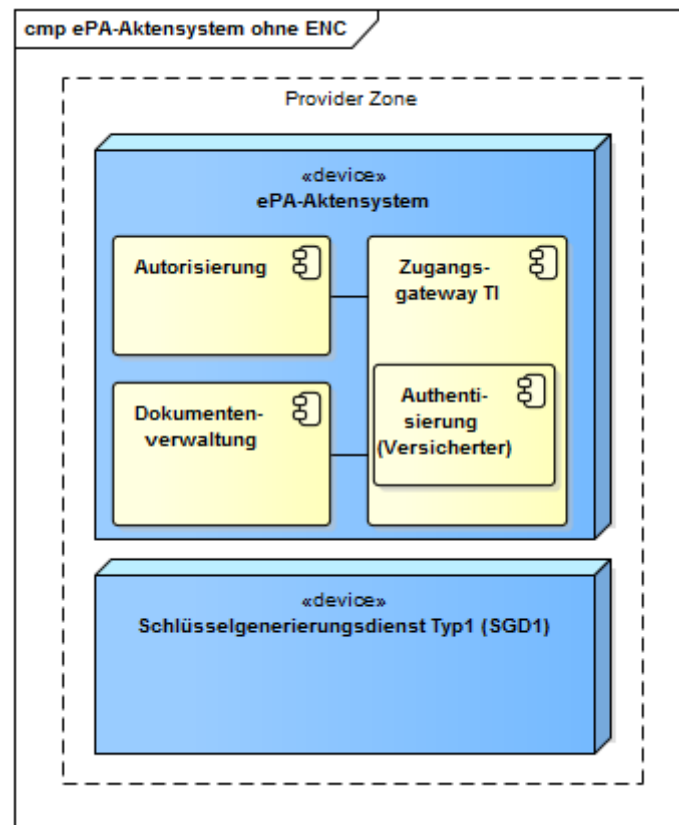 cmp ePA-Aktensystem ohne ENC
Provider Zone
«device»
ePA-Aktensystem
Autorisierung
Zugangs-
gateway TI
Dokumenten-
verwaltung
Authenti-
sierung
(Versicherter)
«device»
Schlüsselgenerierungsdienst Typ1 (SGD1)